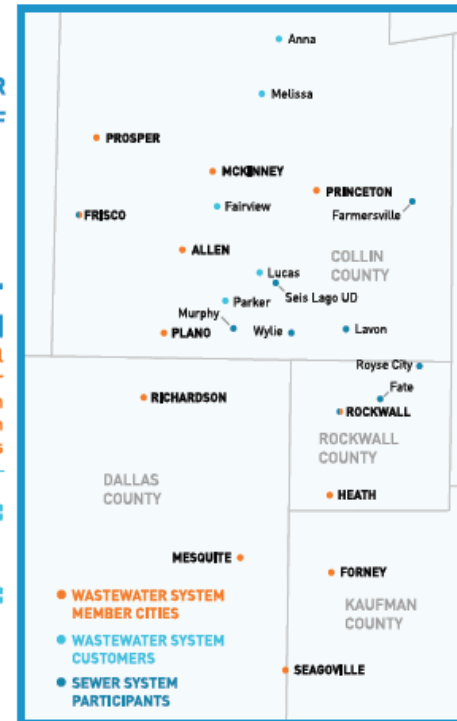 Anna
Melissa
PROSPER
MCKINNEY
PRINCETON
Fairview
Farmersville
FRISCO
ALLEN
COLLIN
COUNTY
Lucas
Seis Lago UD
Parker
Murphy
PLANO
Wylie
Lavon
Royse City
Fate
RICHARDSON
ROCKWALL
ROCKWALL
COUNTY
DALLAS
COUNTY
HEATH
MESQUITE
FORNEY
WASTEWATER SYSTEM
MEMBER CITIES
KAUFMAN
COUNTY
WASTEWATER SYSTEM
CUSTOMERS
SEAGOVILLE
SEWER SYSTEM
PARTICIPANTS